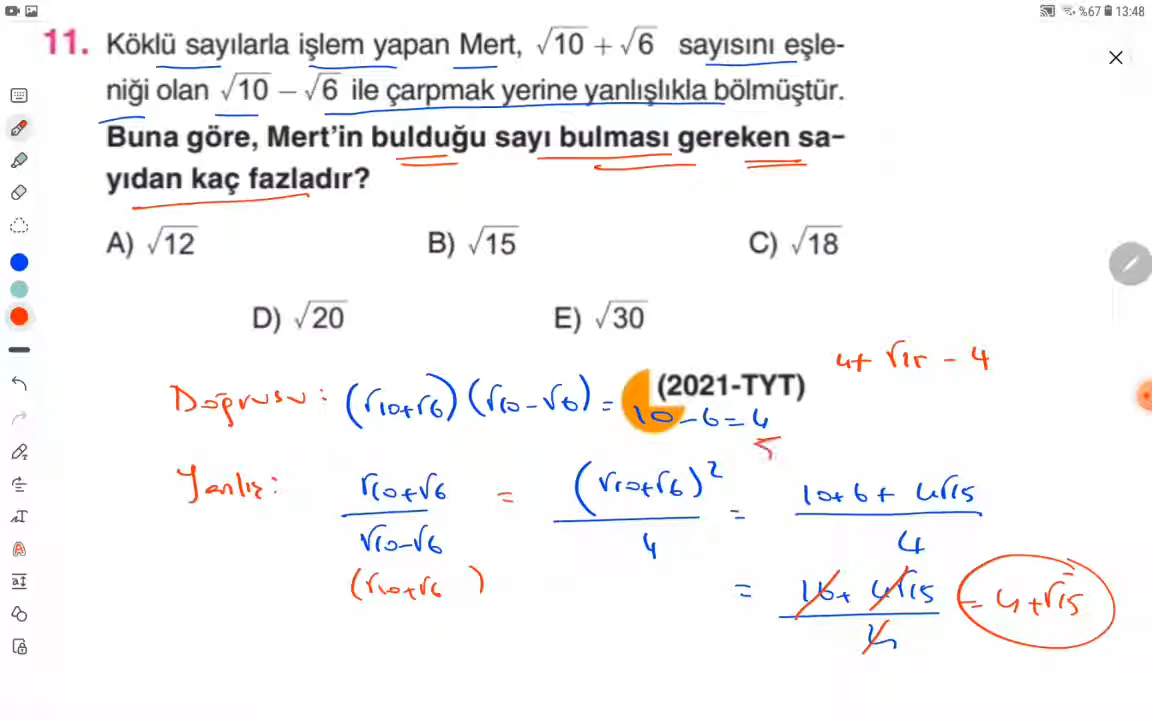 %67 13:48
11. Köklü sayılarla işlem yapan Mert, √10 + √6 sayısını eşle-
niği olan √10 − √6 ile çarpmak yerine yanlışlıkla bölmüştür.
Buna göre, Mert'in bulduğu sayı bulması gereken sa-
yıdan kaç fazladır?
A) √12 B) √15 C) √18
D) √20 E) √30
4+√15 − 4
(2021-TYT)
Doğrusu: (√10+√6)(√10−√6) = 10−6=4
Yanlış: √10+√6 / √10−√6 = (√10+√6)² / 4 = 10+6+4√15 / 4
(√10+√6)
= 16+4√15 / 4 = 4+√15